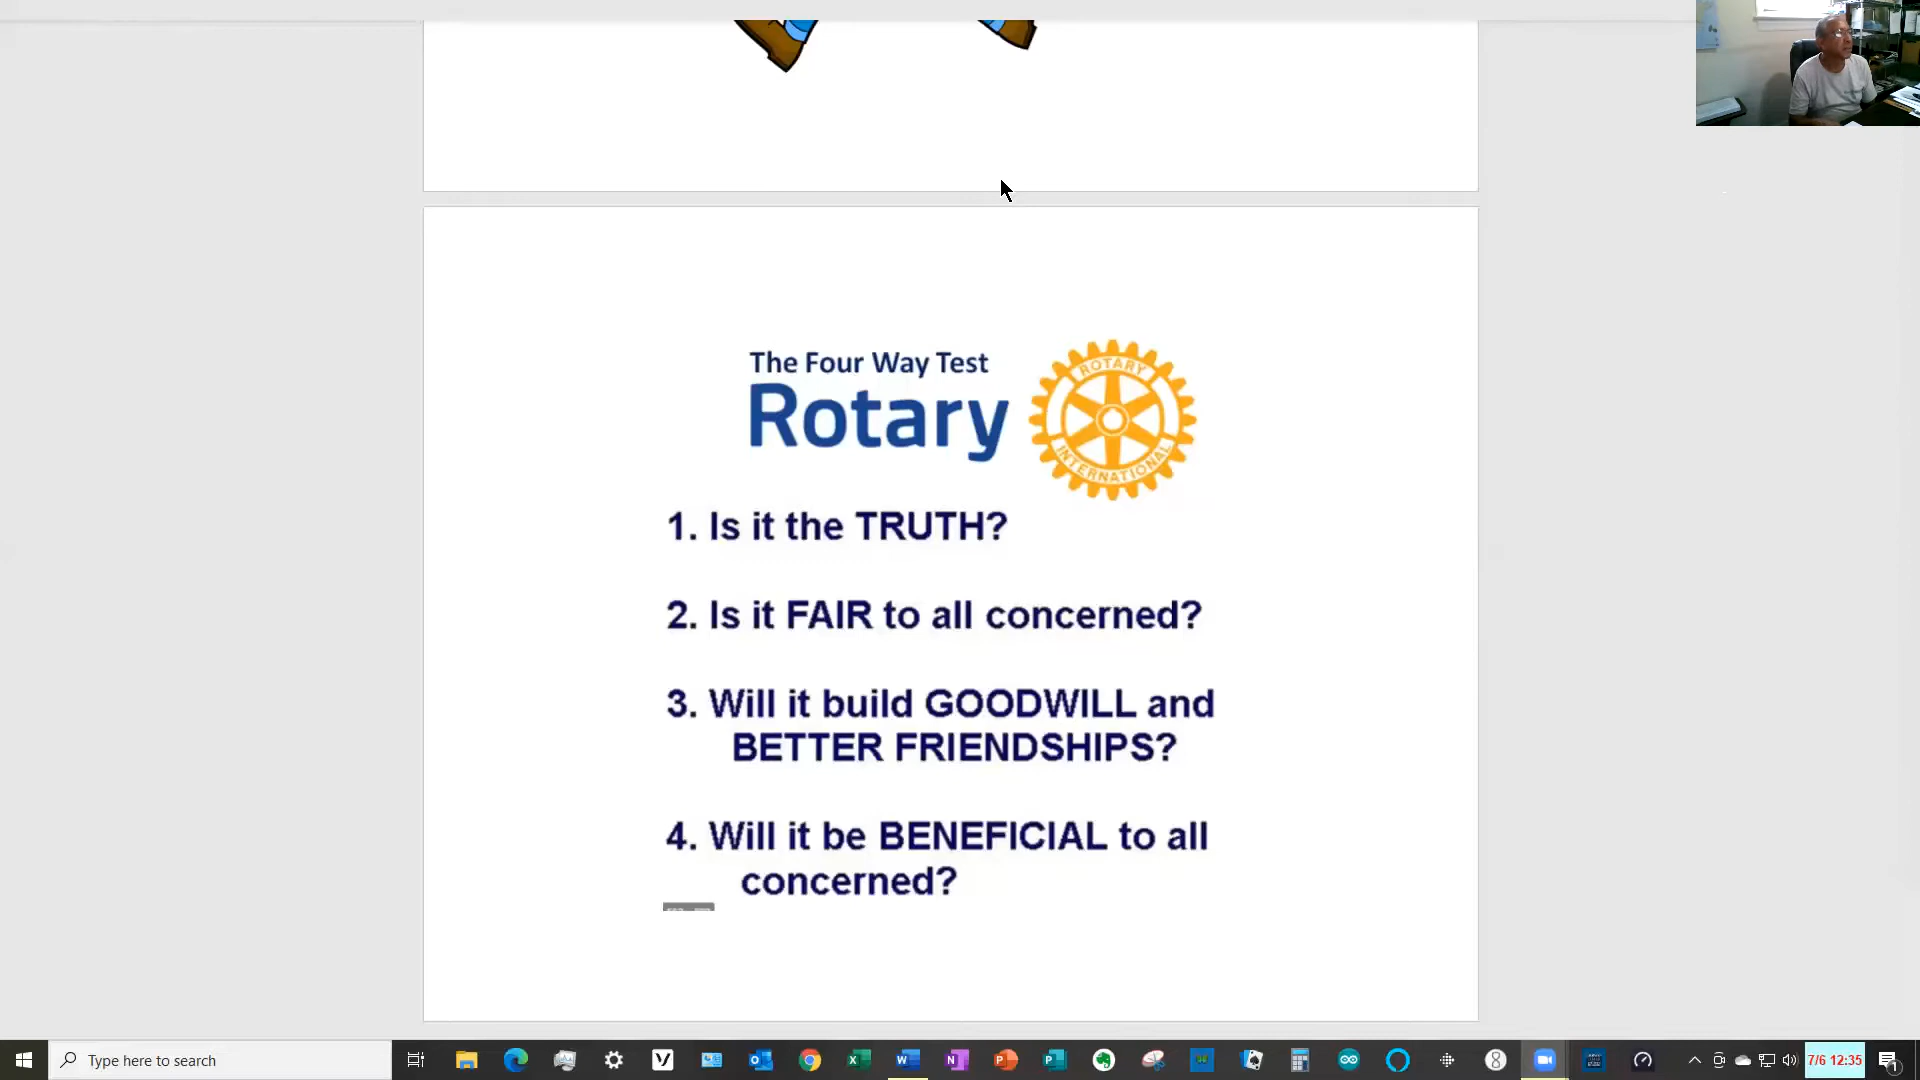 The Four Way Test
Rotary
ROTARY
INTERNATIONAL
1. Is it the TRUTH?
2. Is it FAIR to all concerned?
3. Will it build GOODWILL and
BETTER FRIENDSHIPS?
4. Will it be BENEFICIAL to all
concerned?
Type here to search
7/6 12:35